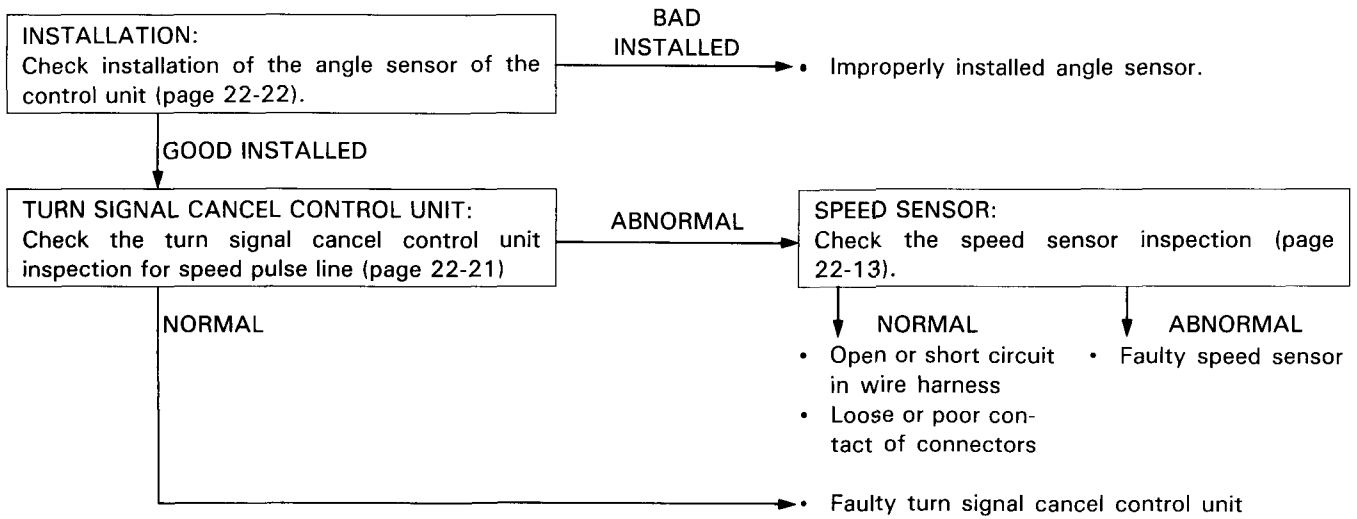 INSTALLATION:
Check installation of the angle sensor of the
control unit (page 22-22).
BAD
INSTALLED
• Improperly installed angle sensor.
GOOD INSTALLED
TURN SIGNAL CANCEL CONTROL UNIT:
Check the turn signal cancel control unit
inspection for speed pulse line (page 22-21)
ABNORMAL
SPEED SENSOR:
Check the speed sensor inspection (page
22-13).
NORMAL
NORMAL
• Open or short circuit
in wire harness
• Loose or poor con-
tact of connectors
ABNORMAL
• Faulty speed sensor
• Faulty turn signal cancel control unit